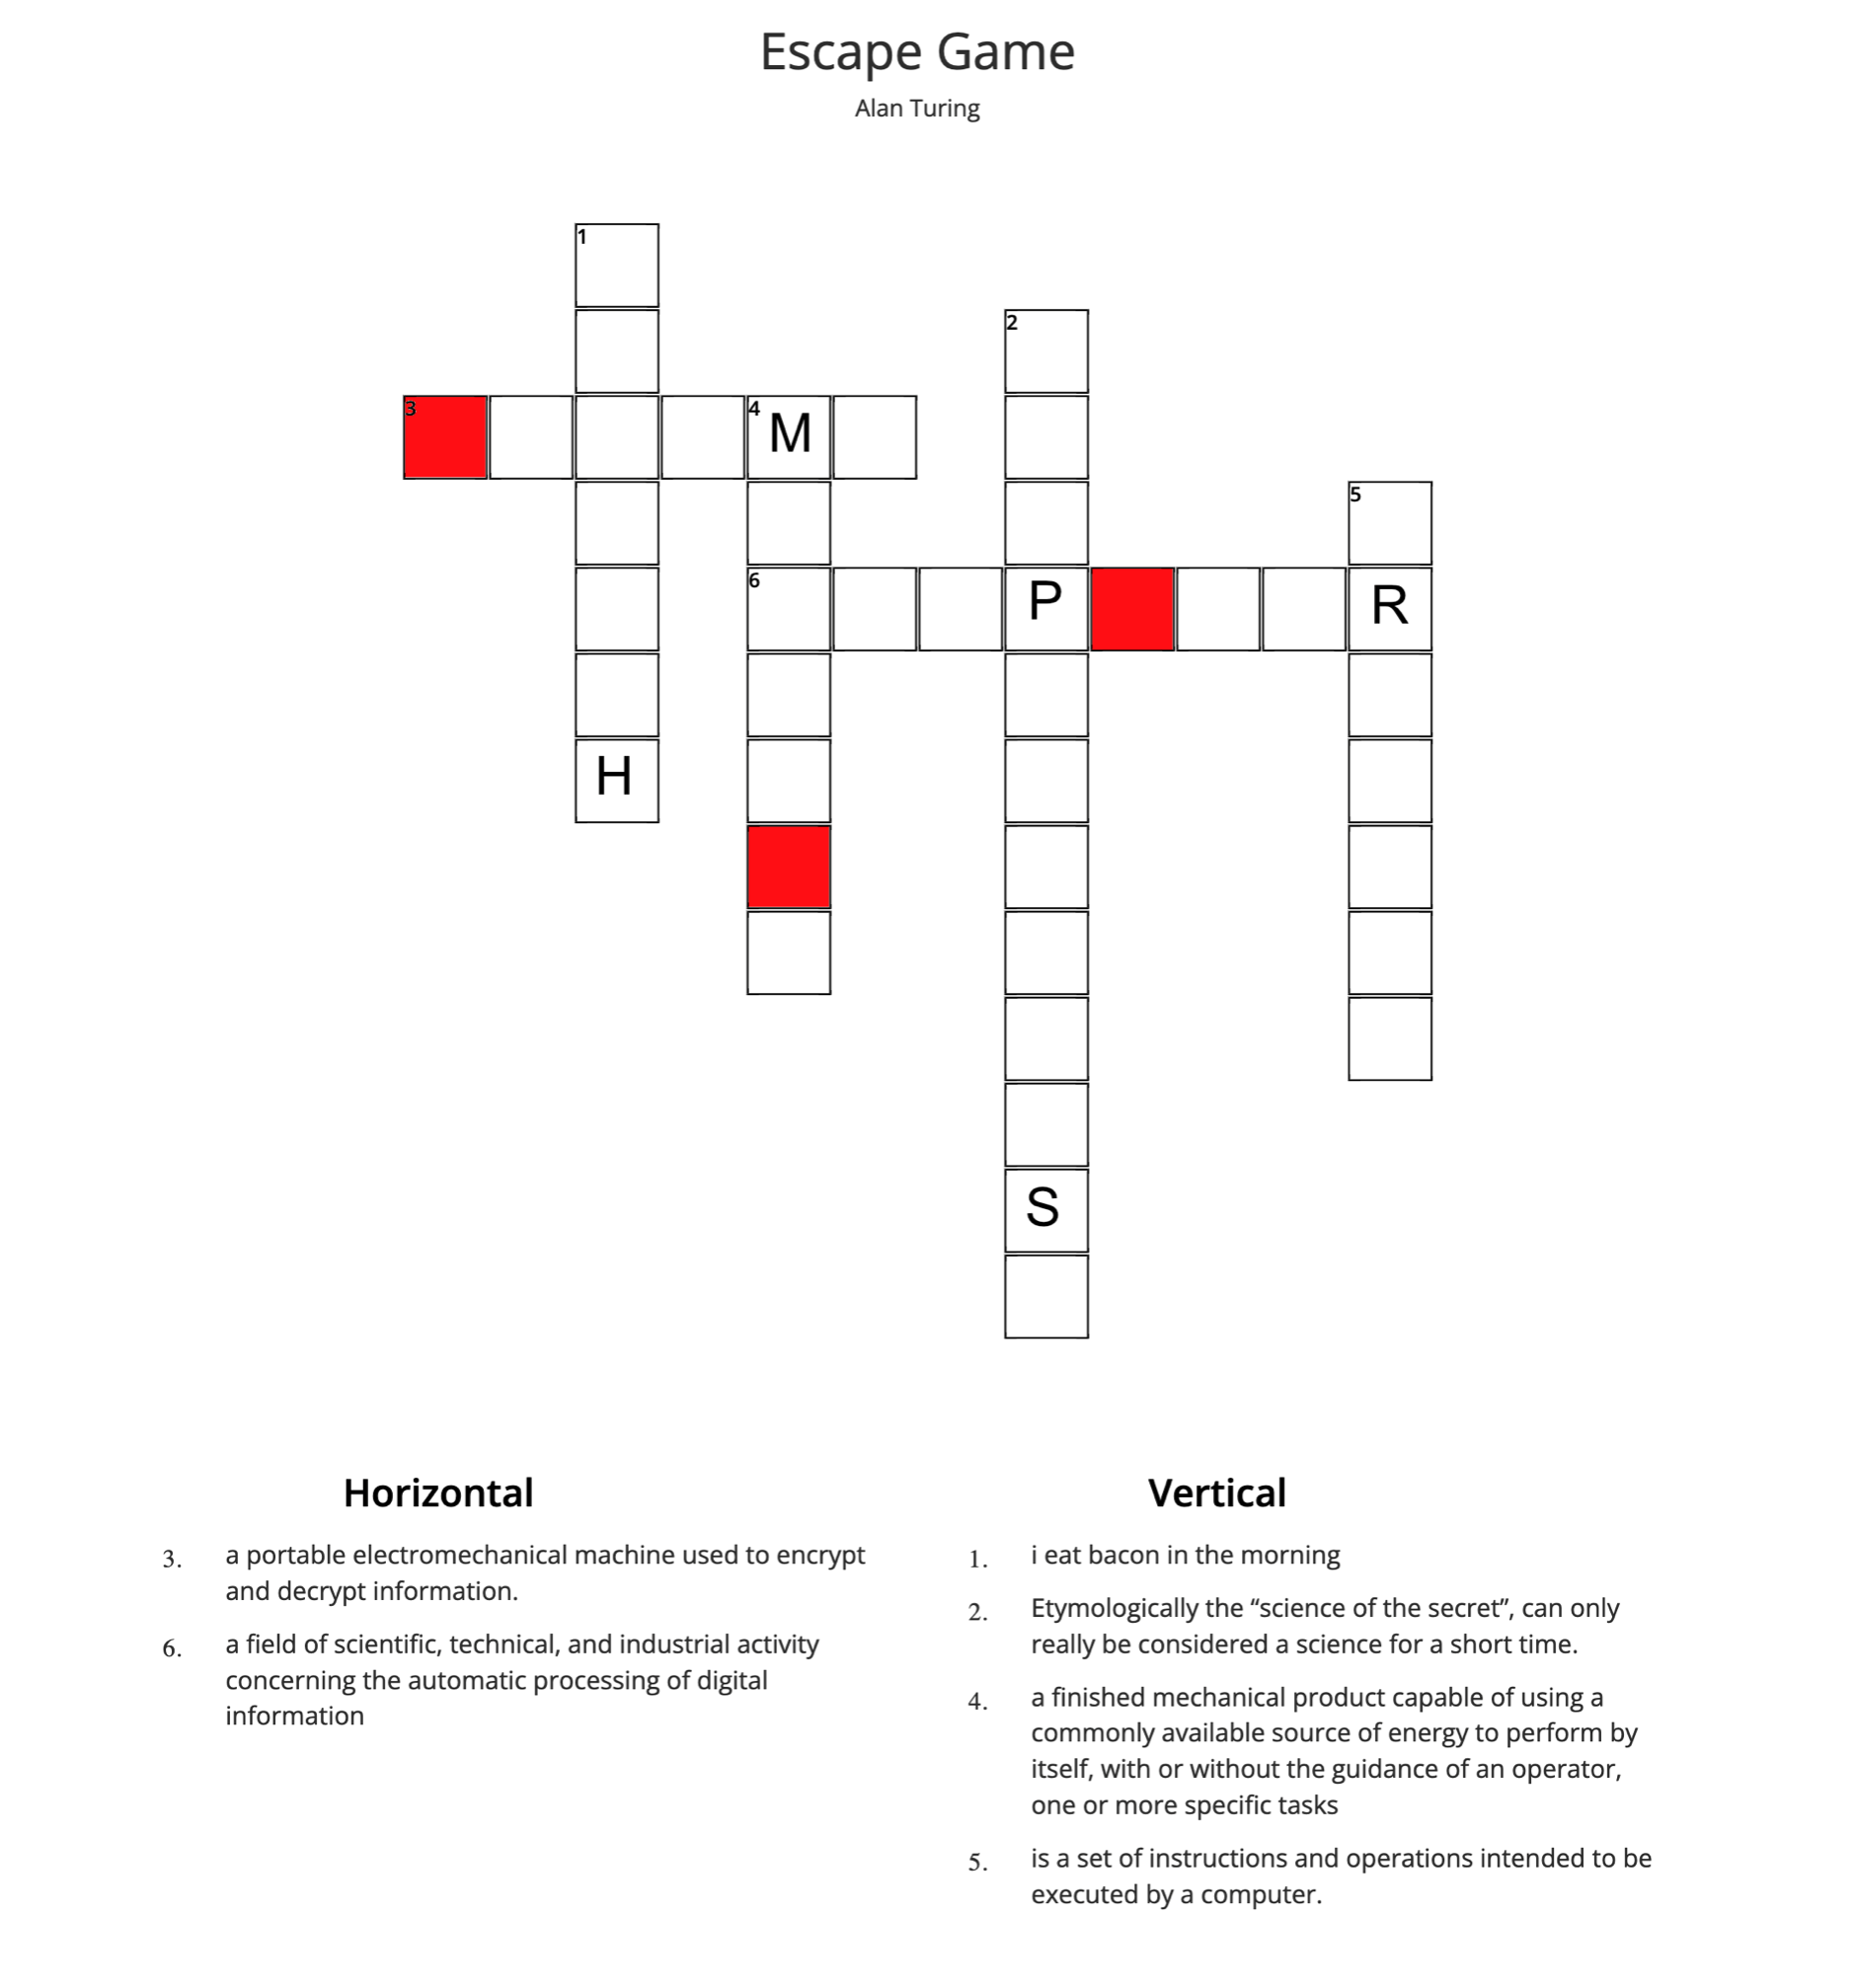 Escape Game
Alan Turing
1
2
3
4 M
5
6
P
R
H
S
Horizontal
3. a portable electromechanical machine used to encrypt
and decrypt information.
6. a field of scientific, technical, and industrial activity
concerning the automatic processing of digital
information
Vertical
1. i eat bacon in the morning
2. Etymologically the “science of the secret”, can only
really be considered a science for a short time.
4. a finished mechanical product capable of using a
commonly available source of energy to perform by
itself, with or without the guidance of an operator,
one or more specific tasks
5. is a set of instructions and operations intended to be
executed by a computer.